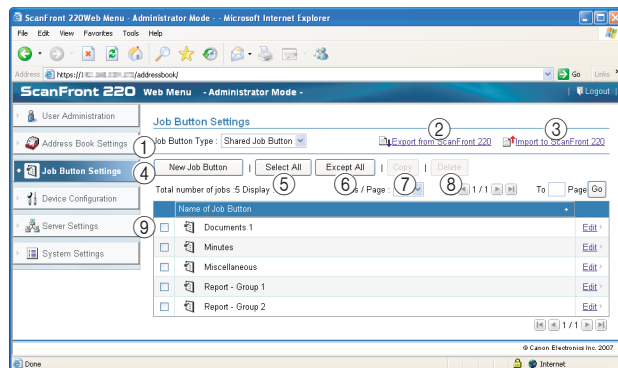 ScanFront 220Web Menu - Administrator Mode - - Microsoft Internet Explorer
File Edit View Favorites Tools Help
Address https://1 /addressbook/ Go Links
ScanFront 220 Web Menu - Administrator Mode - Logout
User Administration
Address Book Settings
Job Button Settings
Device Configuration
Server Settings
System Settings
Job Button Settings
② ③
① Job Button Type : Shared Job Button Export from ScanFront 220 Import to ScanFront 220
④ New Job Button | Select All Except All | Copy | Delete
⑤ ⑥ ⑦ ⑧
Total number of jobs :5 Display s / Page : 1 / 1 To Page Go
Name of Job Button
⑨ Documents 1 Edit
Minutes Edit
Miscellaneous Edit
Report - Group 1 Edit
Report - Group 2 Edit
1 / 1
© Canon Electronics Inc. 2007
Done Internet